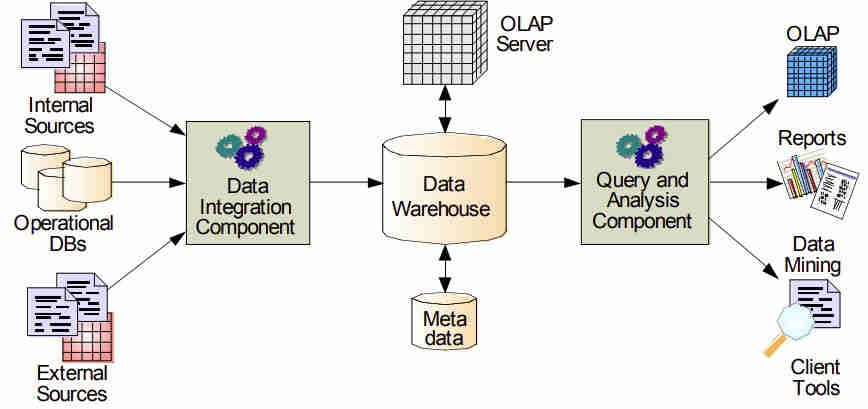 Internal
Sources
Operational
DBs
External
Sources
Data
Integration
Component
OLAP
Server
Data
Warehouse
Meta
data
Query and
Analysis
Component
OLAP
Reports
Data
Mining
Client
Tools